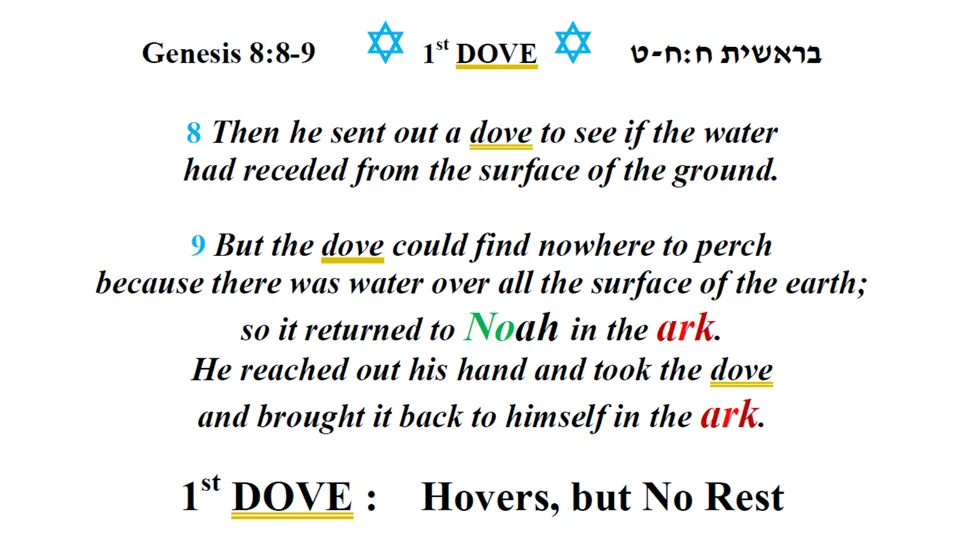 Genesis 8:8-9 ✡ 1st DOVE ✡ בראשית ח:ח-ט
8 Then he sent out a dove to see if the water
had receded from the surface of the ground.
9 But the dove could find nowhere to perch
because there was water over all the surface of the earth;
so it returned to Noah in the ark.
He reached out his hand and took the dove
and brought it back to himself in the ark.
1st DOVE : Hovers, but No Rest